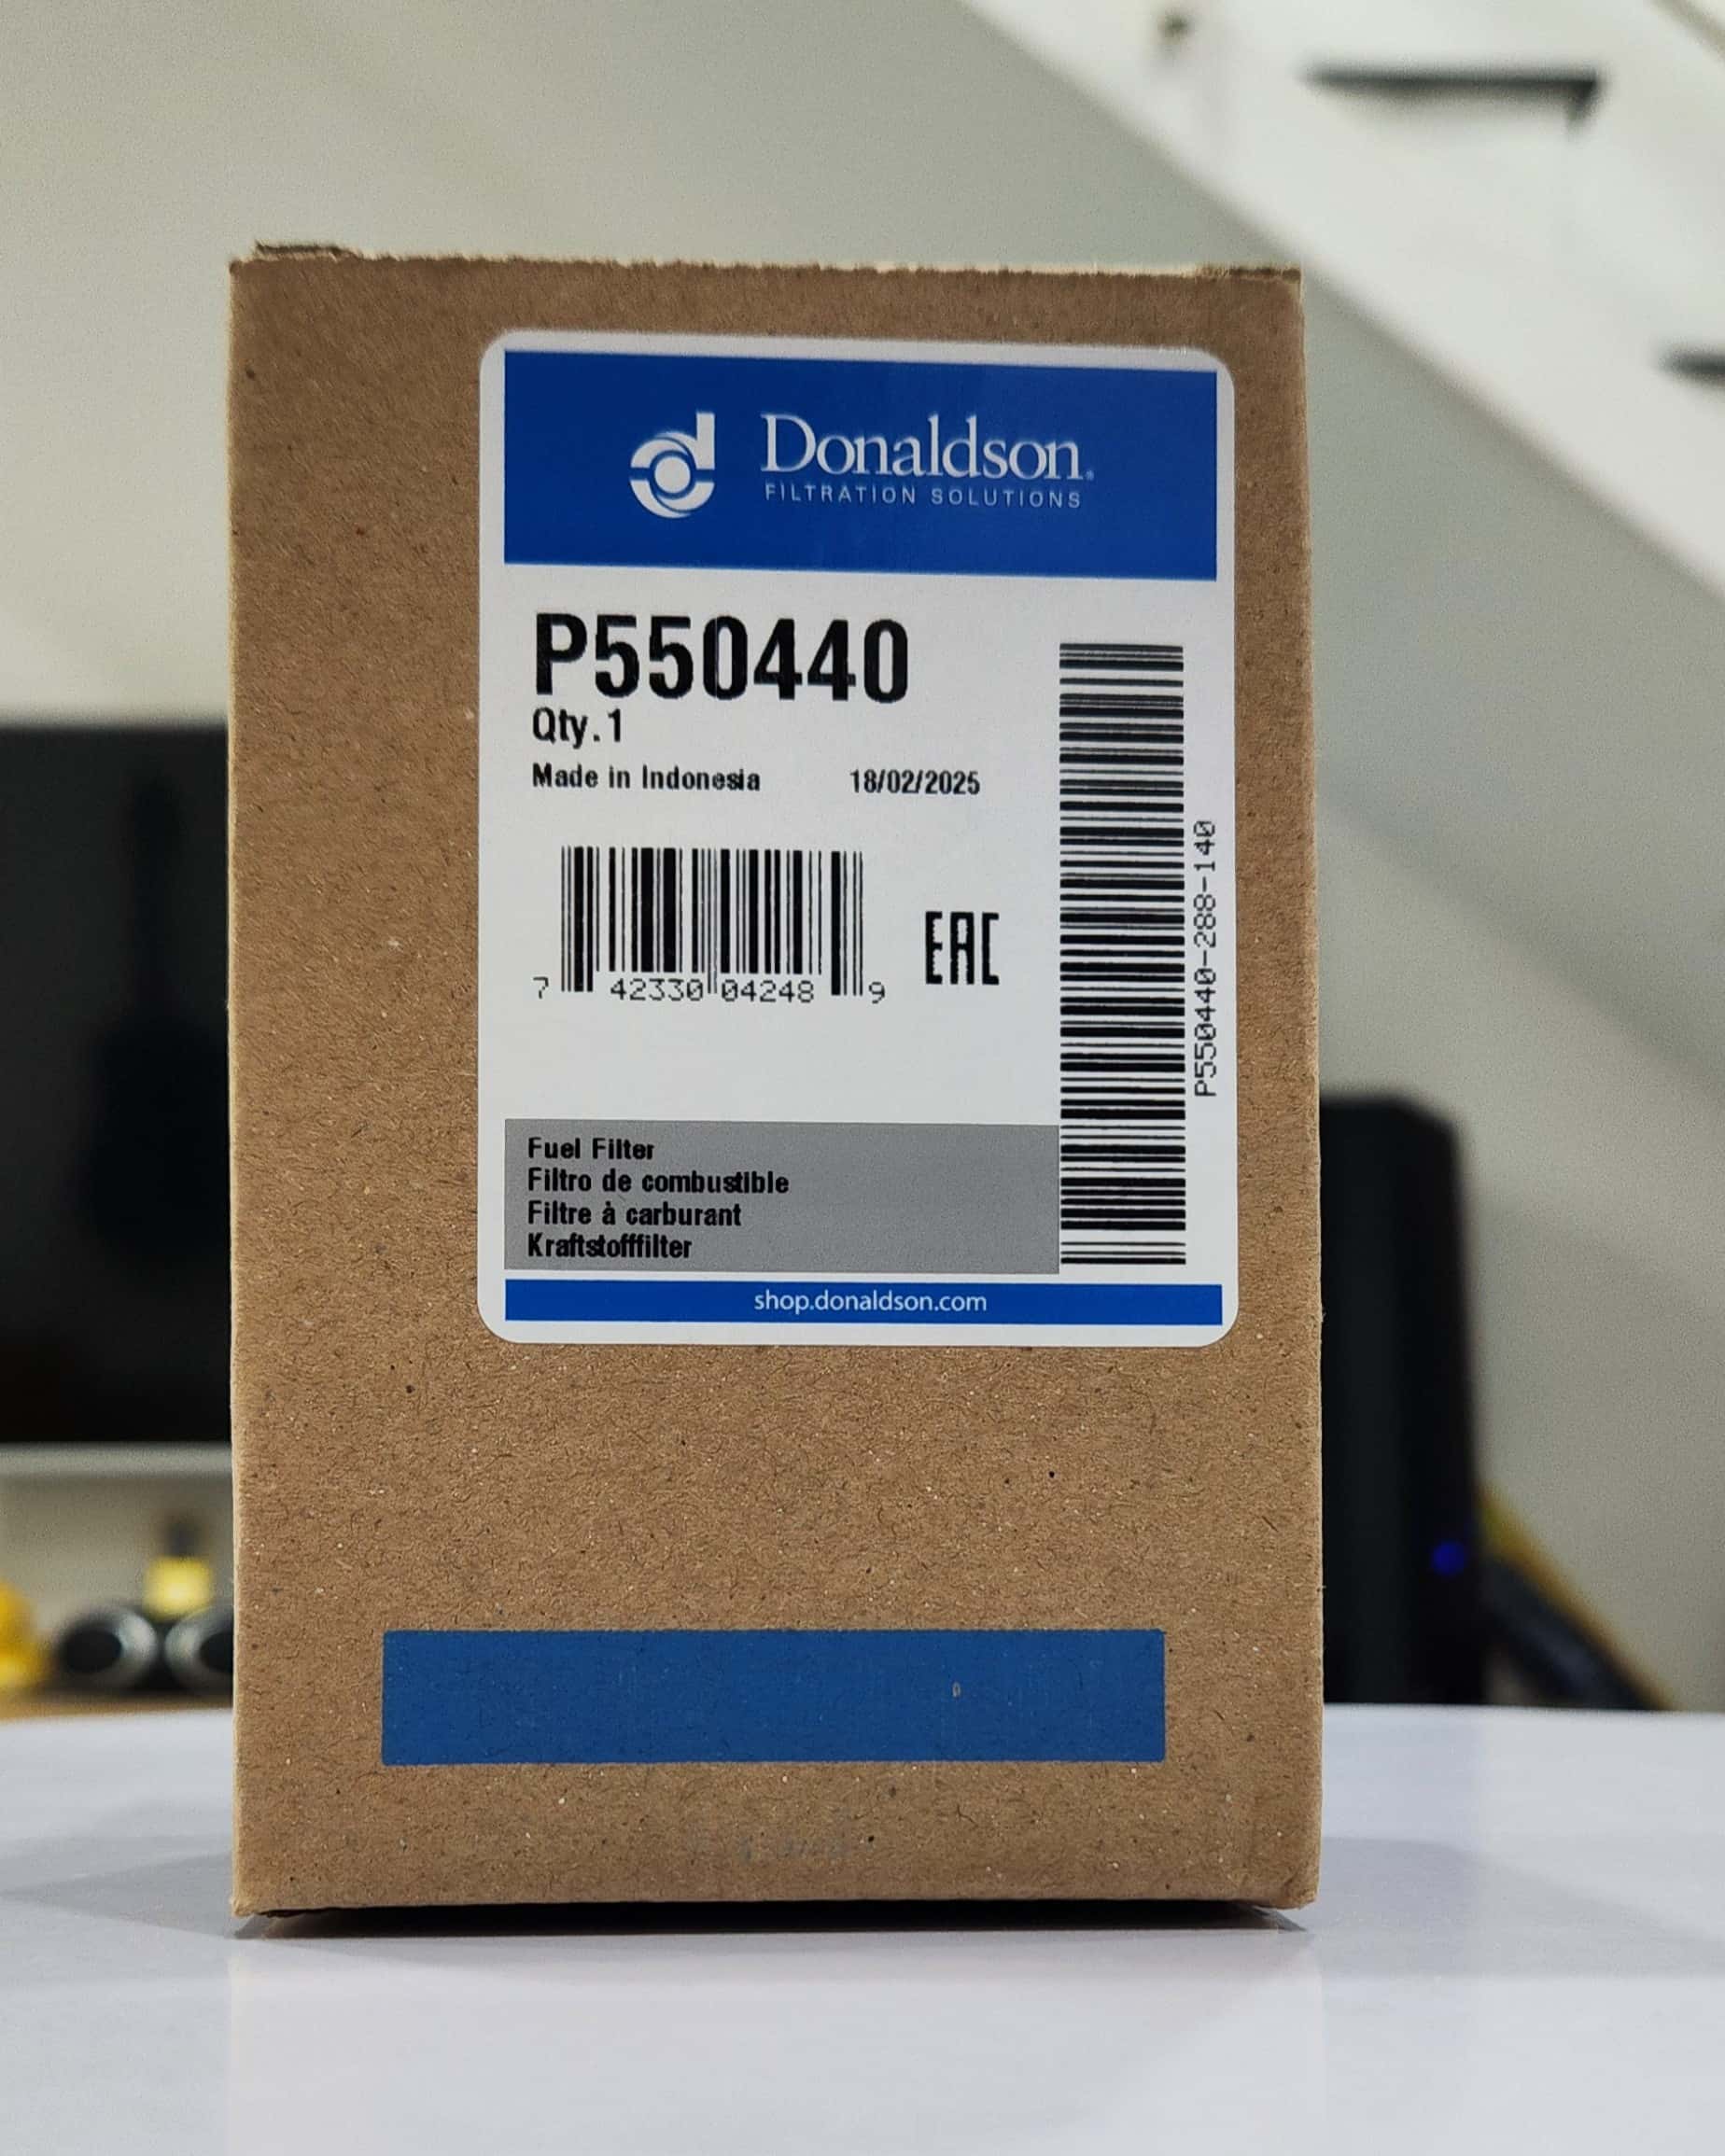 Donaldson®
FILTRATION SOLUTIONS
P550440
Qty.1
Made in Indonesia 18/02/2025
7 42330 04248 9
EAC
P550440-288-140
Fuel Filter
Filtro de combustible
Filtre à carburant
Kraftstofffilter
shop.donaldson.com